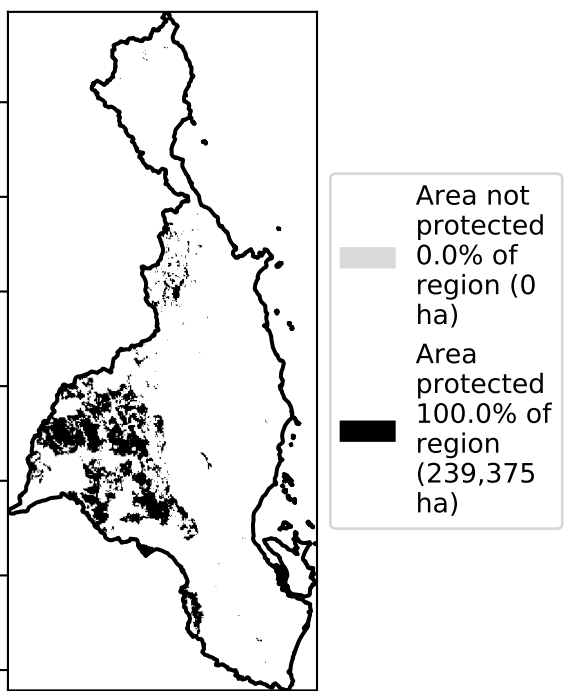 Area not
protected
0.0% of
region (0
ha)
Area
protected
100.0% of
region
(239,375
ha)